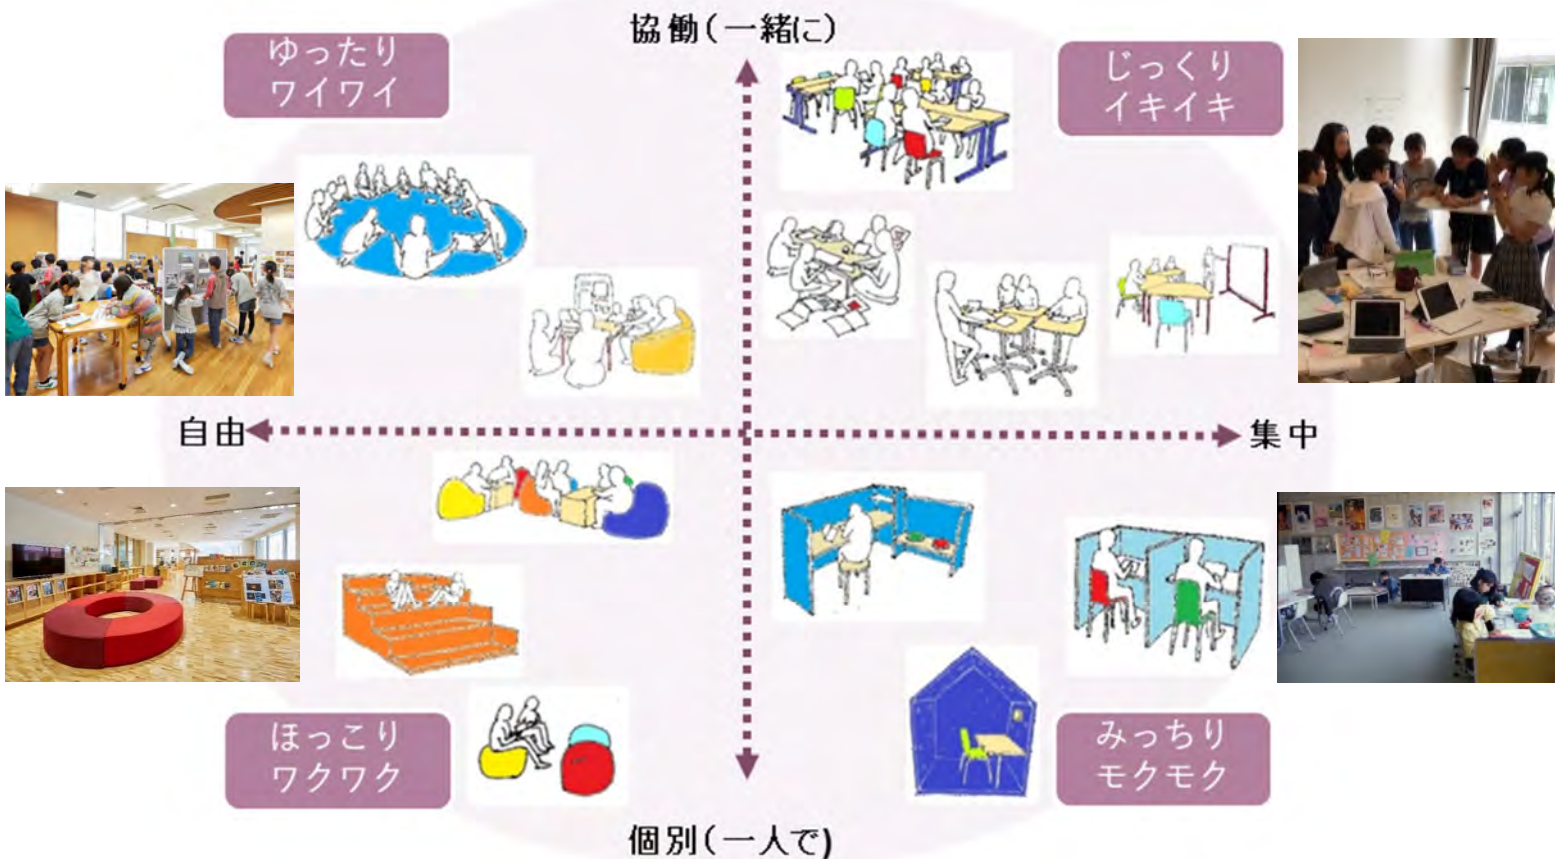 協働(一緒に)
ゆったり
ワイワイ
じっくり
イキイキ
自由
集中
ほっこり
ワクワク
みっちり
モクモク
個別(一人で)